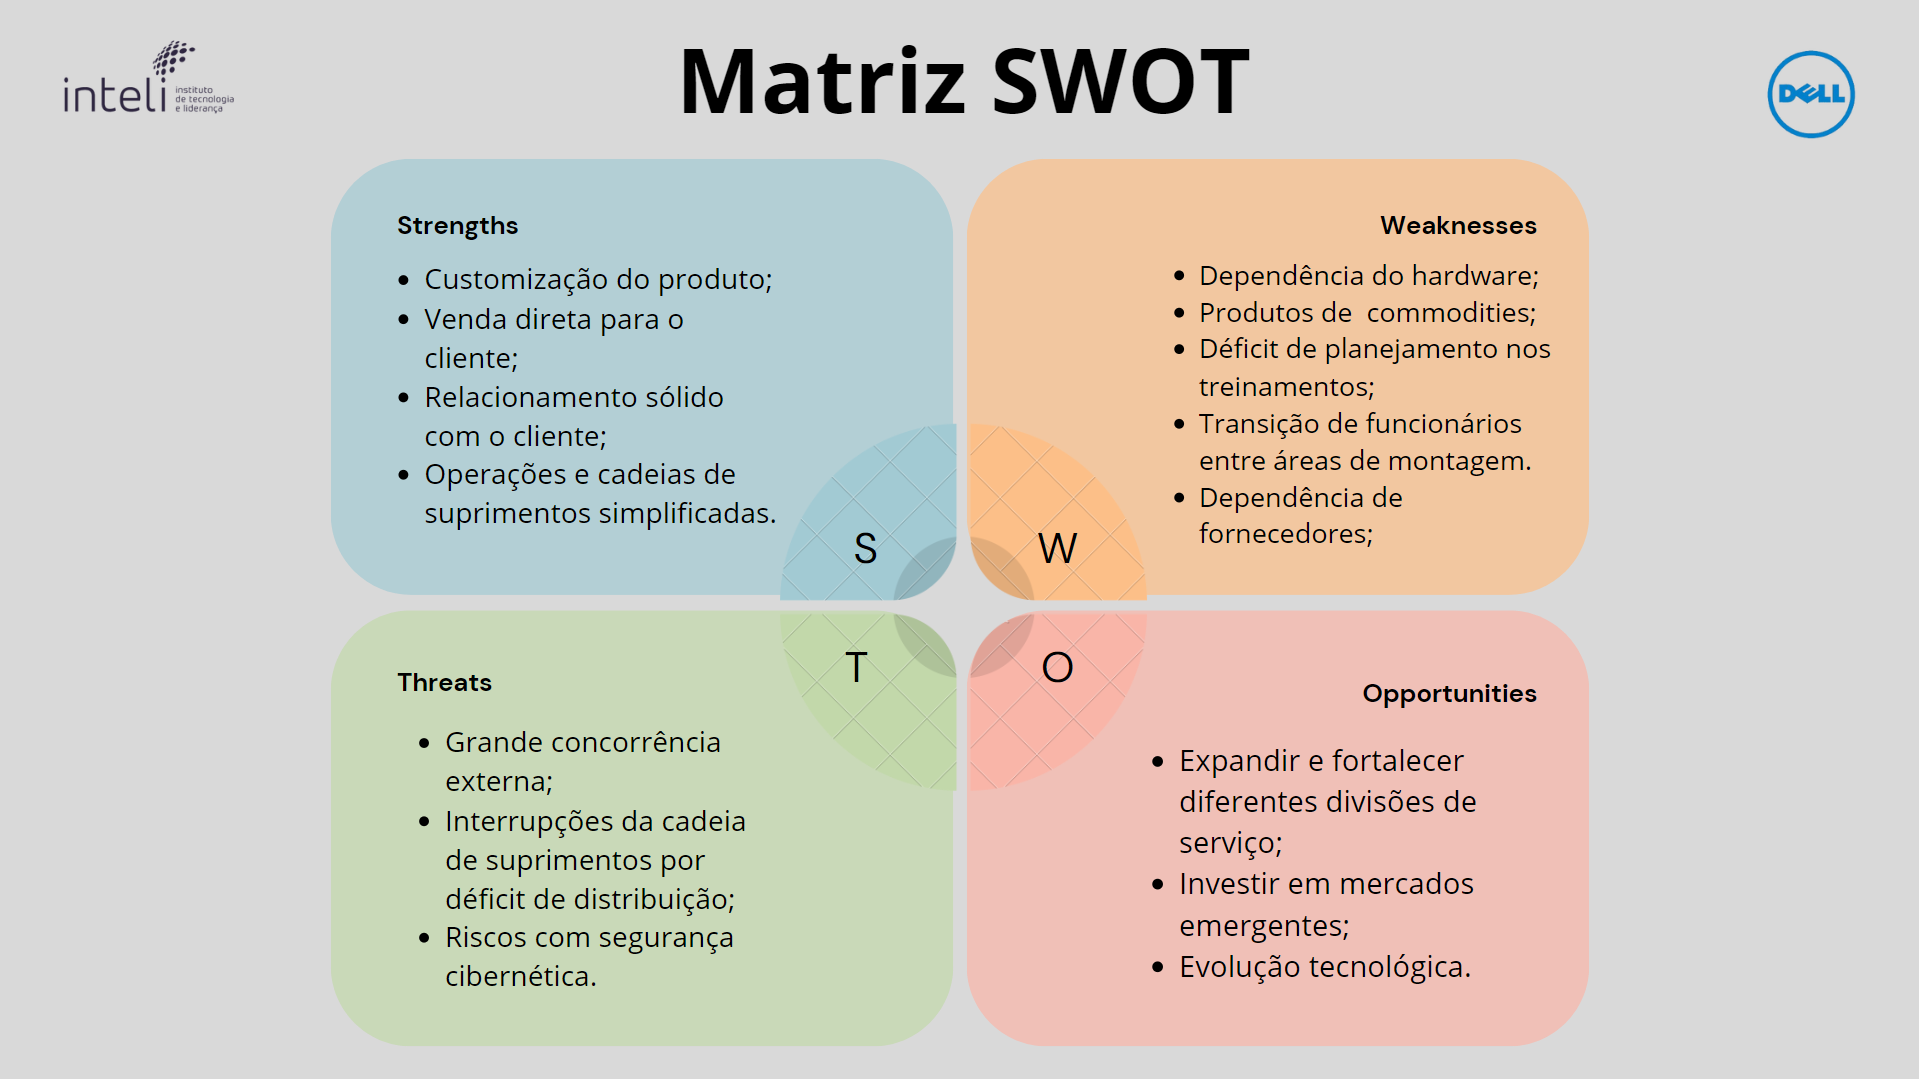 inteli
instituto
de tecnologia
e liderança
Matriz SWOT
DELL
Strengths
• Customização do produto;
• Venda direta para o
cliente;
• Relacionamento sólido
com o cliente;
• Operações e cadeias de
suprimentos simplificadas.
S
Weaknesses
• Dependência do hardware;
• Produtos de  commodities;
• Déficit de planejamento nos
treinamentos;
• Transição de funcionários
entre áreas de montagem.
• Dependência de
fornecedores;
W
Threats
• Grande concorrência
externa;
• Interrupções da cadeia
de suprimentos por
déficit de distribuição;
• Riscos com segurança
cibernética.
T
Opportunities
• Expandir e fortalecer
diferentes divisões de
serviço;
• Investir em mercados
emergentes;
• Evolução tecnológica.
O